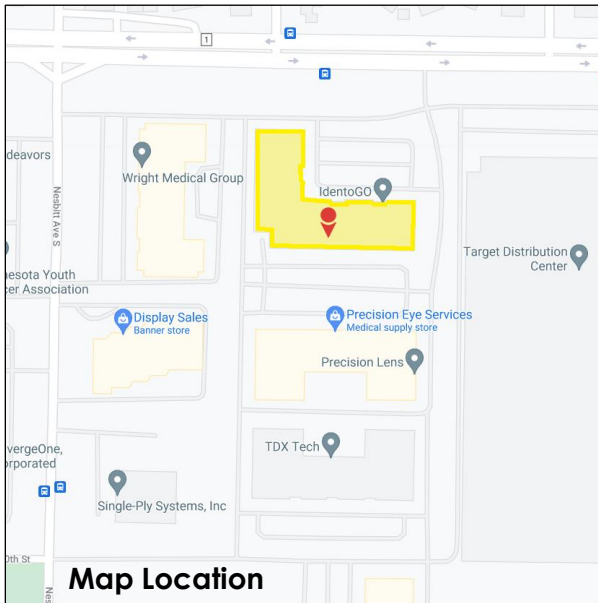 1
deavors
Wright Medical Group
IdentoGO
Nesbitt Ave S
Target Distribution
Center
nesota Youth
cer Association
Display Sales
Banner store
Precision Eye Services
Medical supply store
Precision Lens
TDX Tech
vergeOne,
orporated
Single-Ply Systems, Inc
0th St
Map Location
Nes